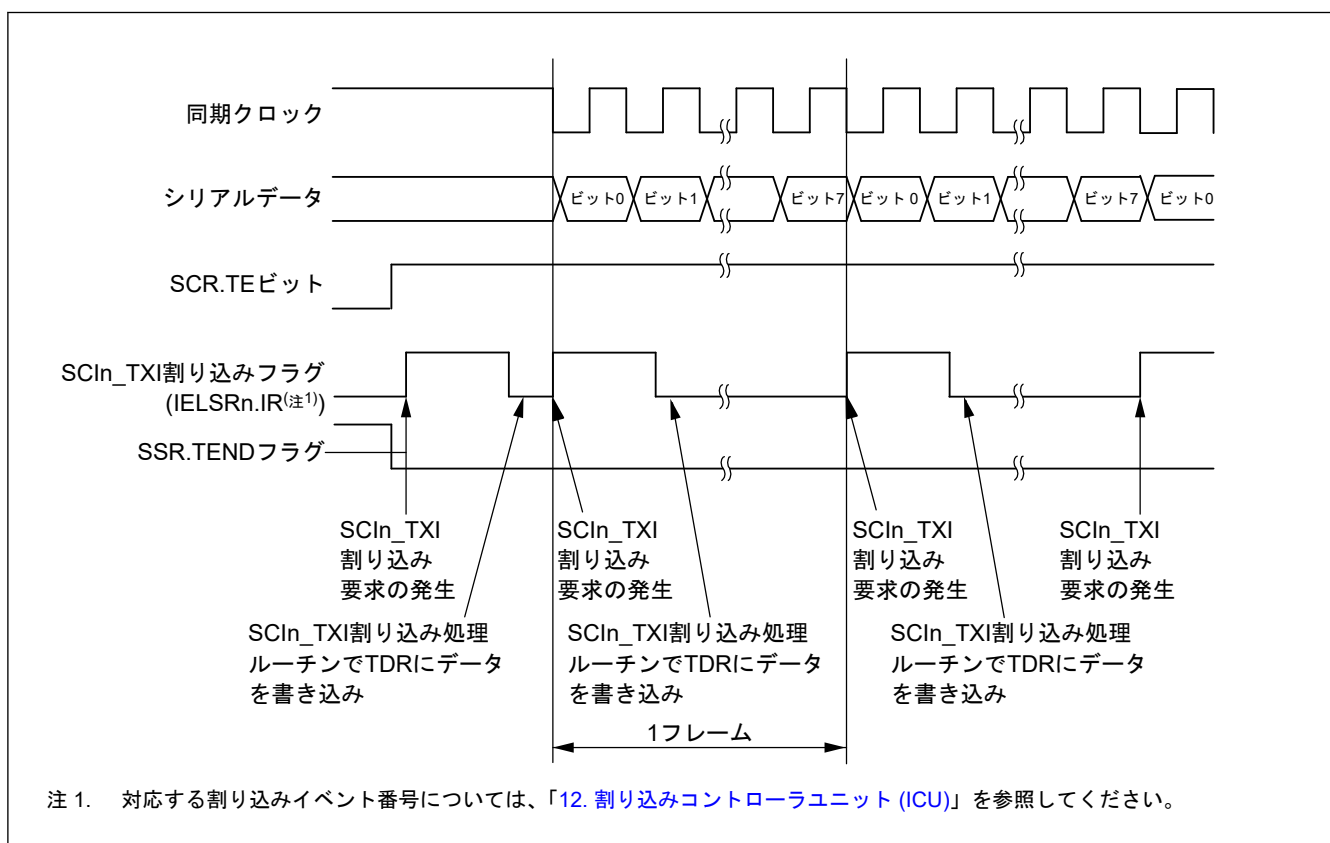 同期クロック
シリアルデータ
ビット0 ビット1 ビット7 ビット 0 ビット1 ビット7 ビット0
SCR.TEビット
SCIn_TXI割り込みフラグ
(IELSRn.IR(注1))
SSR.TENDフラグ
SCIn_TXI
割り込み
要求の発生
SCIn_TXI
割り込み
要求の発生
SCIn_TXI
割り込み
要求の発生
SCIn_TXI
割り込み
要求の発生
SCIn_TXI割り込み処理
ルーチンでTDRにデータ
を書き込み
SCIn_TXI割り込み処理
ルーチンでTDRにデータ
を書き込み
SCIn_TXI割り込み処理
ルーチンでTDRにデータ
を書き込み
1フレーム
注 1. 対応する割り込みイベント番号については、「12. 割り込みコントローラユニット (ICU)」を参照してください。